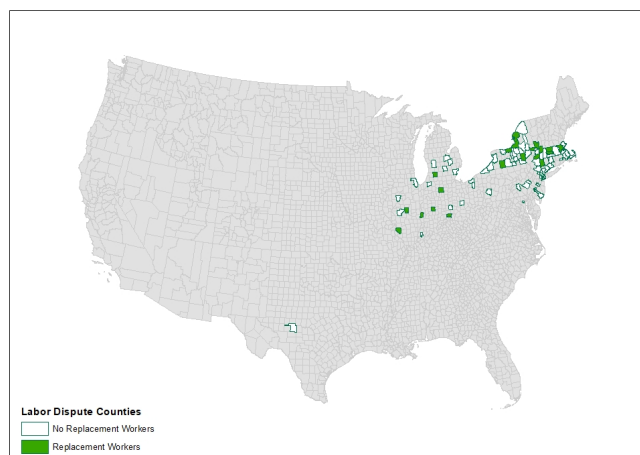 Labor Dispute Counties
No Replacement Workers
Replacement Workers